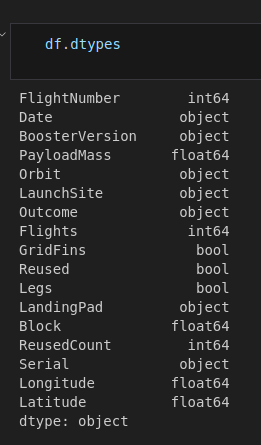 df.dtypes
FlightNumber int64
Date object
BoosterVersion object
PayloadMass float64
Orbit object
LaunchSite object
Outcome object
Flights int64
GridFins bool
Reused bool
Legs bool
LandingPad object
Block float64
ReusedCount int64
Serial object
Longitude float64
Latitude float64
dtype: object